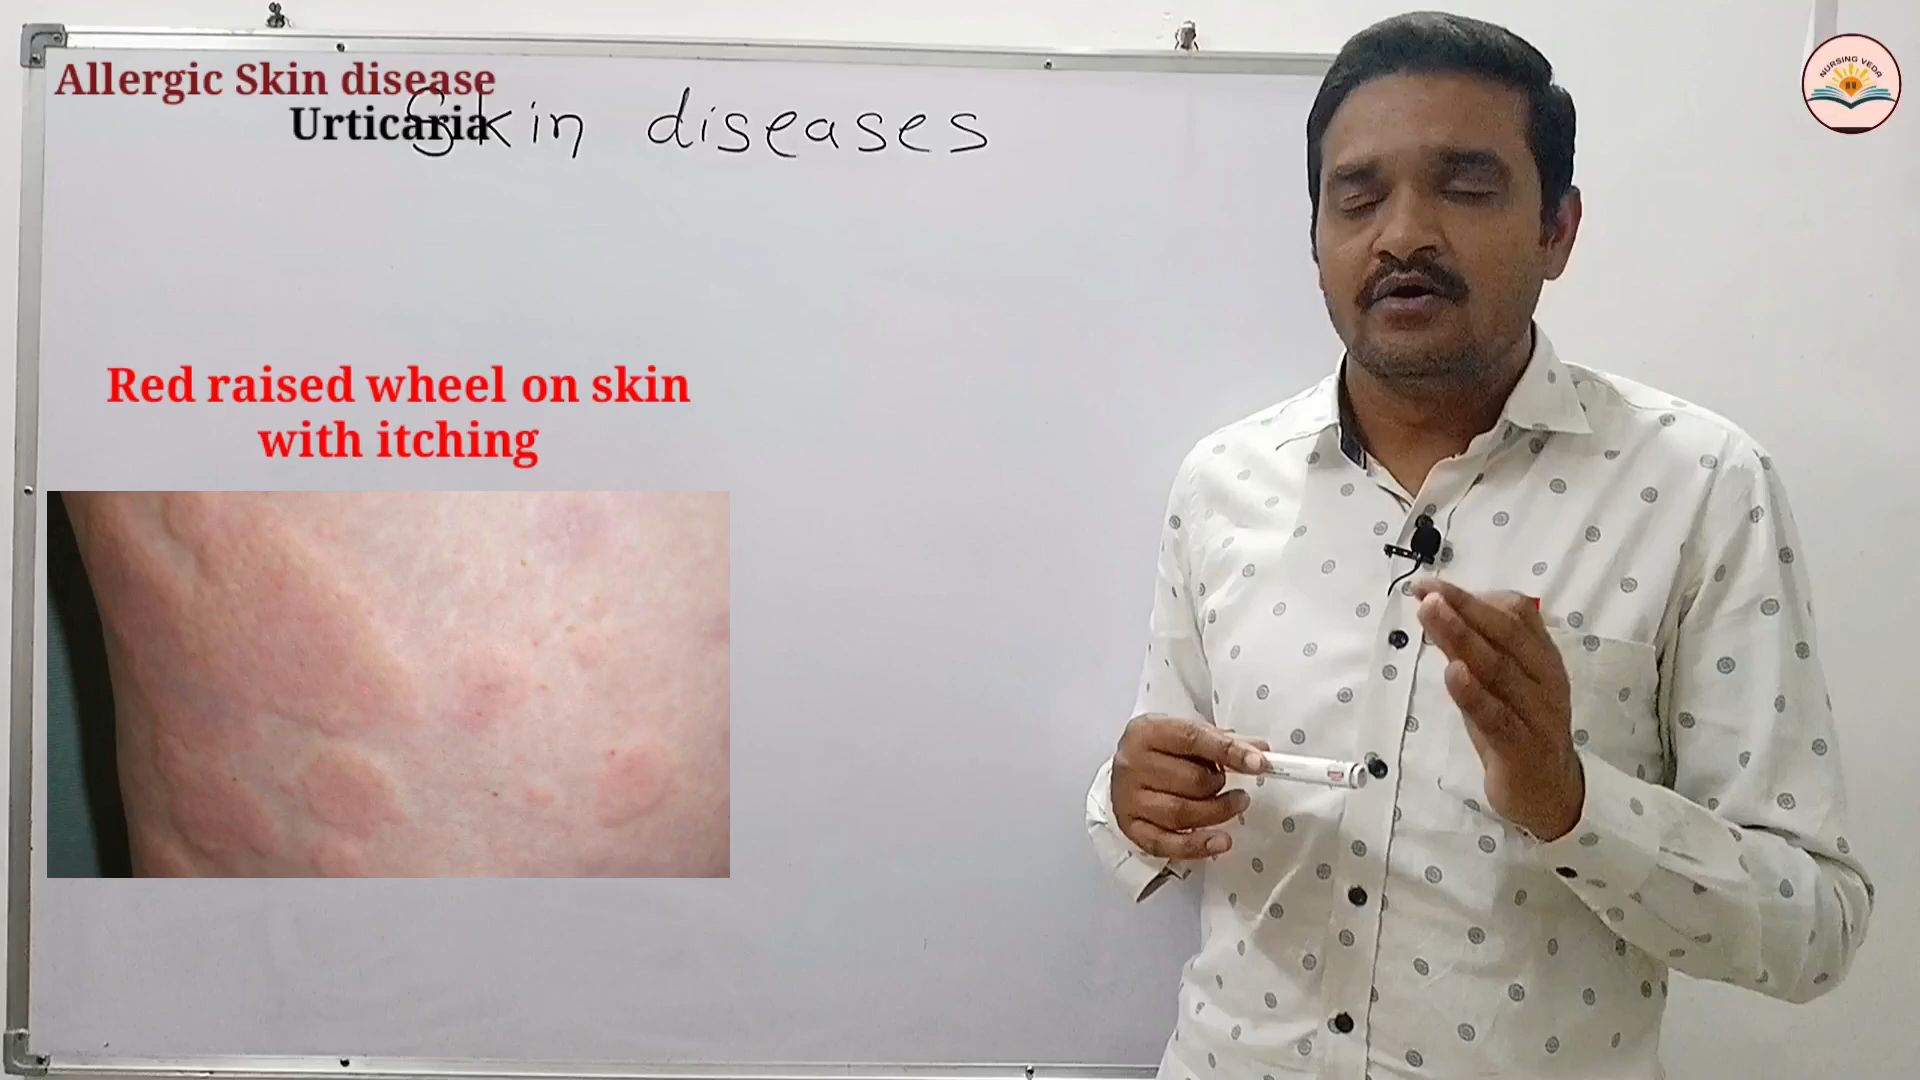 Allergic Skin disease
Urticaria
Skin diseases
Red raised wheel on skin
with itching
NURSING VEDA